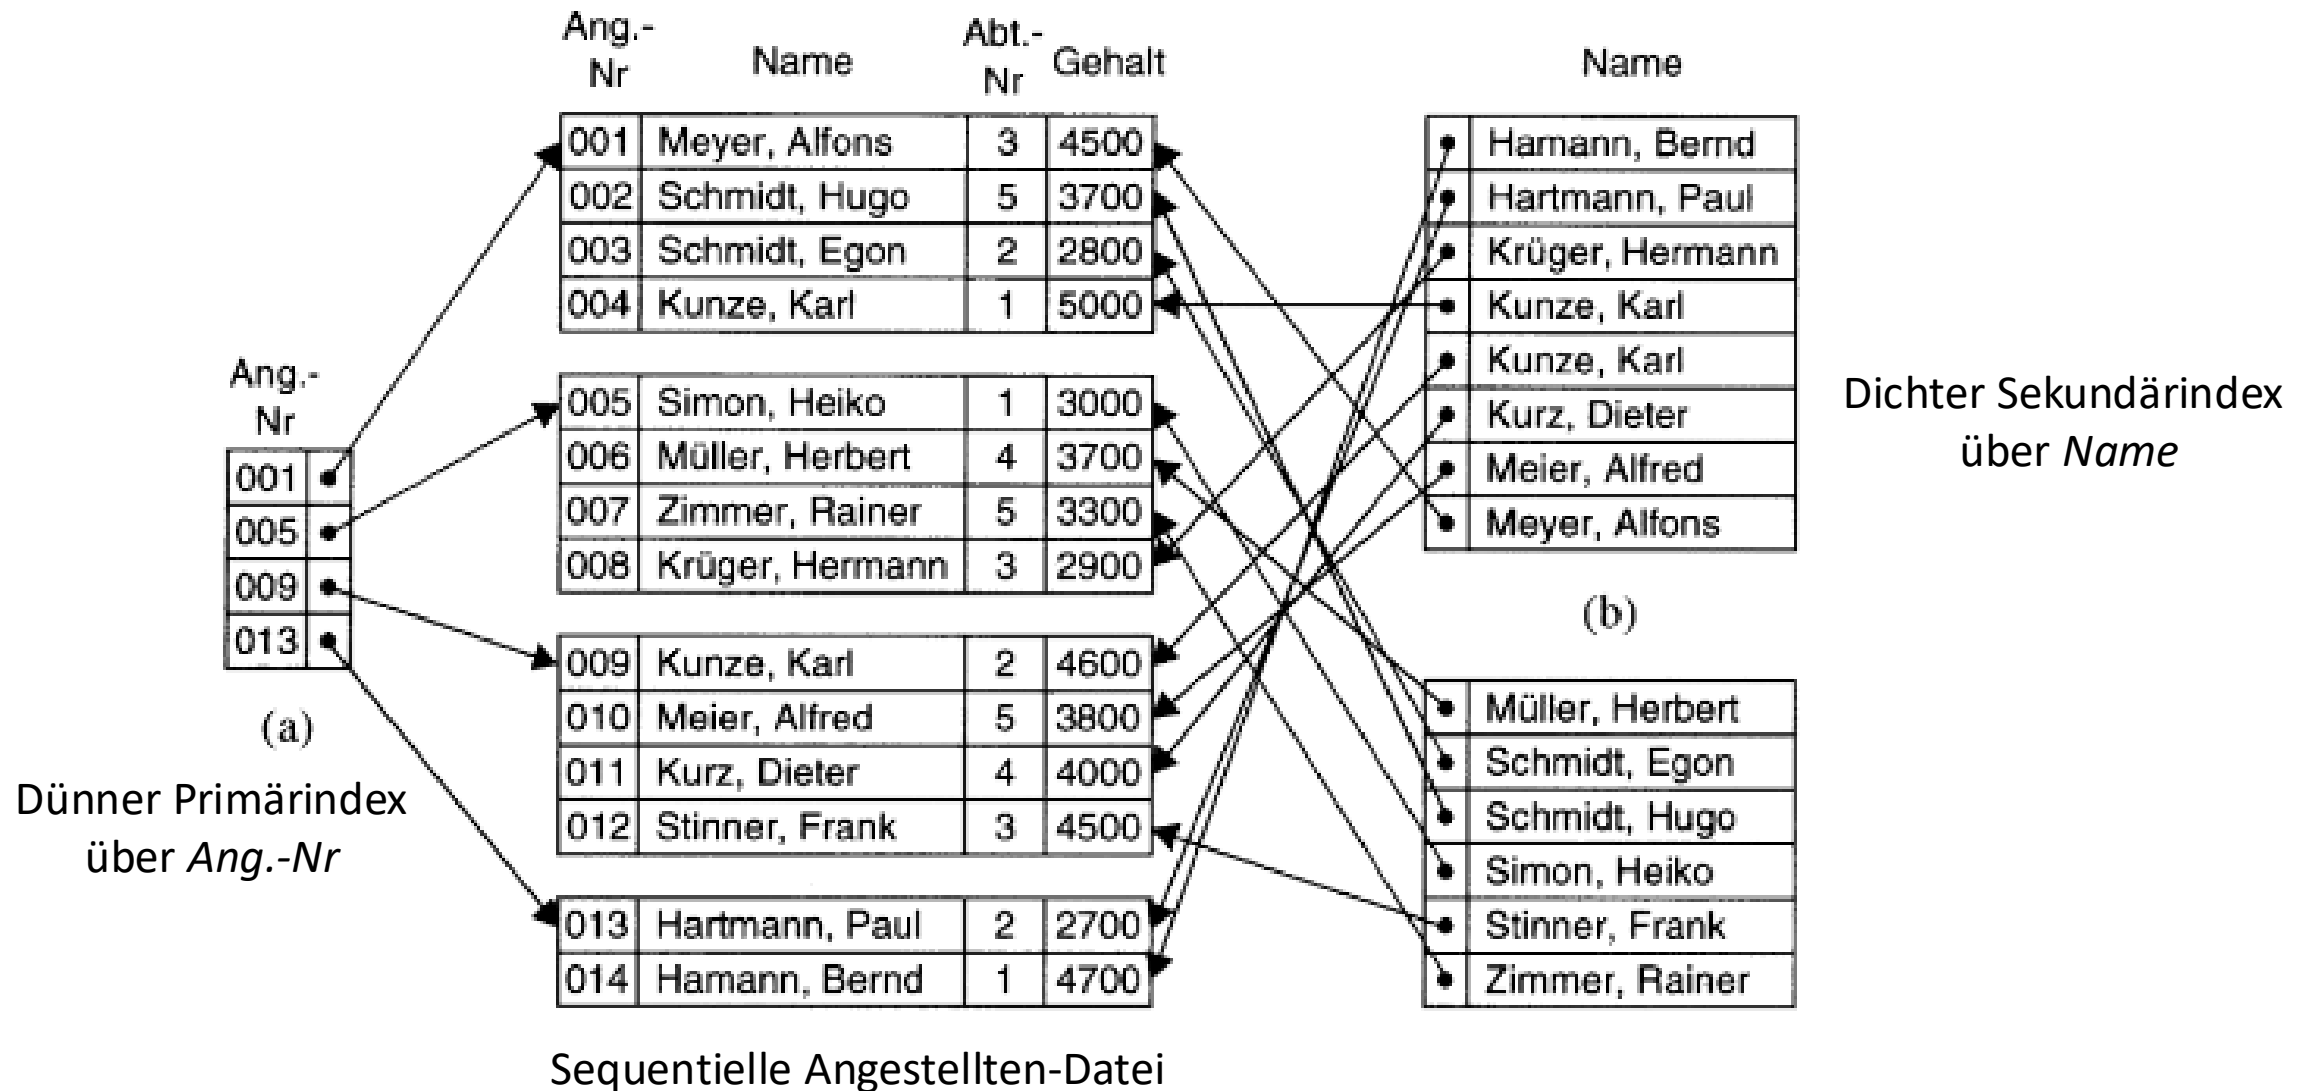 Ang.-
Nr
Name
Abt.-
Nr
Gehalt
001 Meyer, Alfons 3 4500
002 Schmidt, Hugo 5 3700
003 Schmidt, Egon 2 2800
004 Kunze, Karl 1 5000
005 Simon, Heiko 1 3000
006 Müller, Herbert 4 3700
007 Zimmer, Rainer 5 3300
008 Krüger, Hermann 3 2900
009 Kunze, Karl 2 4600
010 Meier, Alfred 5 3800
011 Kurz, Dieter 4 4000
012 Stinner, Frank 3 4500
013 Hartmann, Paul 2 2700
014 Hamann, Bernd 1 4700
Sequentielle Angestellten-Datei
Ang.-
Nr
001
005
009
013
(a)
Dünner Primärindex
über Ang.-Nr
Name
Hamann, Bernd
Hartmann, Paul
Krüger, Hermann
Kunze, Karl
Kunze, Karl
Kurz, Dieter
Meier, Alfred
Meyer, Alfons
(b)
Müller, Herbert
Schmidt, Egon
Schmidt, Hugo
Simon, Heiko
Stinner, Frank
Zimmer, Rainer
Dichter Sekundärindex
über Name